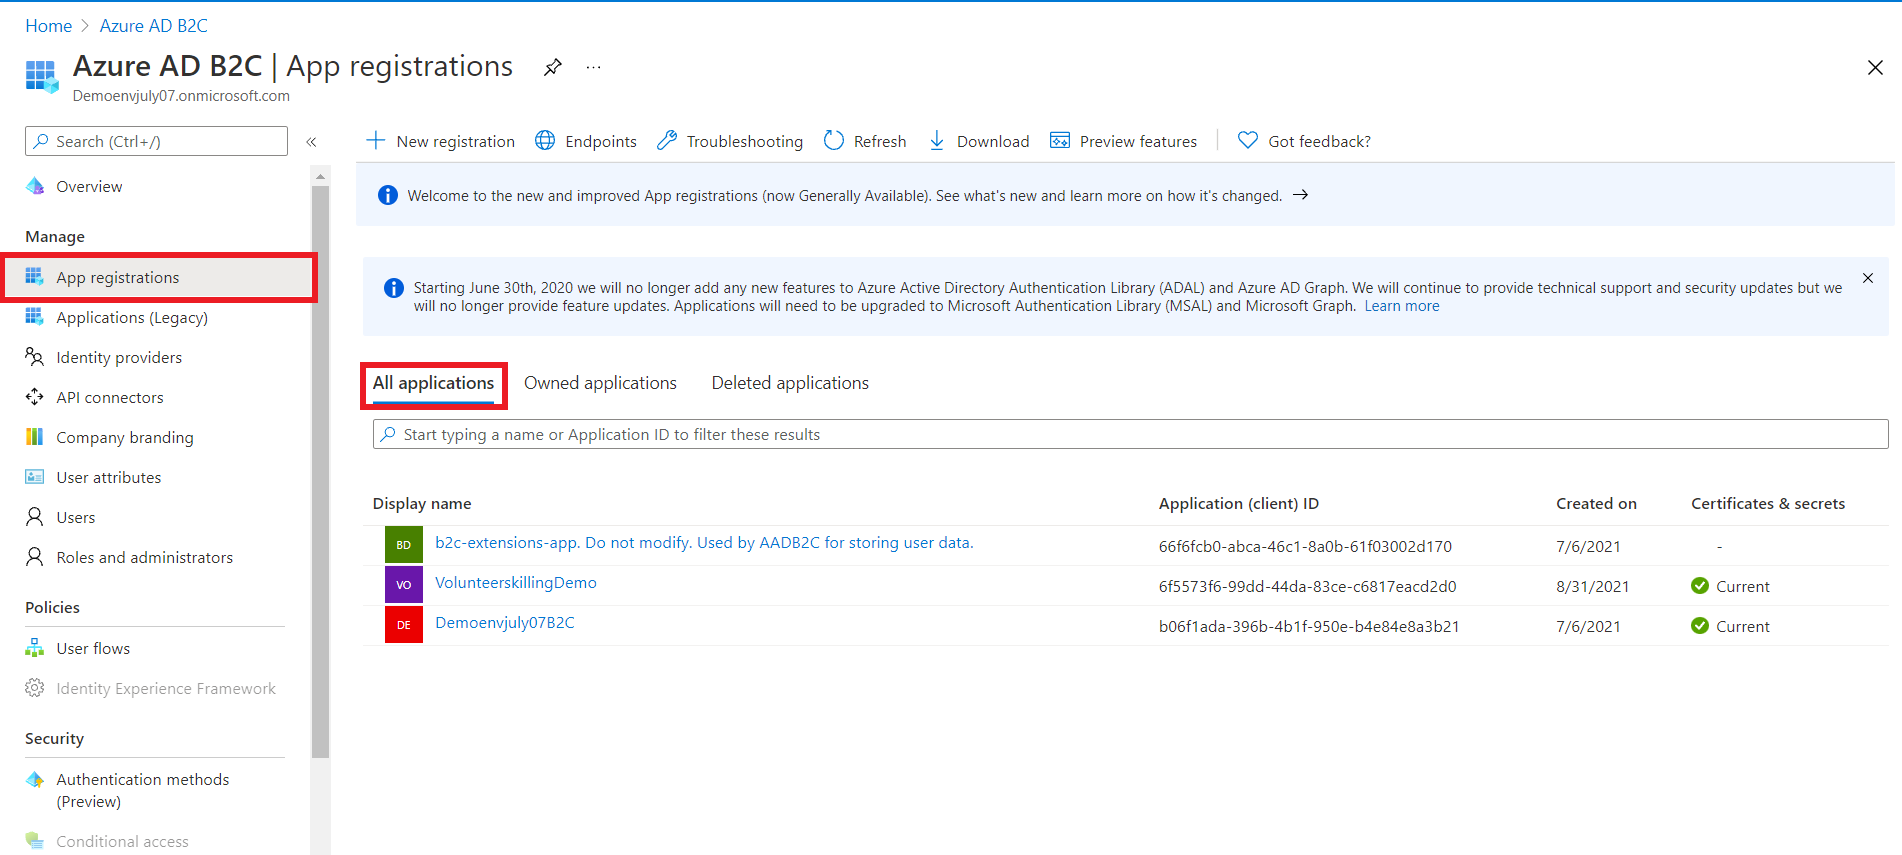 Home > Azure AD B2C
Azure AD B2C | App registrations ...
Demoenvjuly07.onmicrosoft.com
Search (Ctrl+/) «
Overview
Manage
App registrations
Applications (Legacy)
Identity providers
API connectors
Company branding
User attributes
Users
Roles and administrators
Policies
User flows
Identity Experience Framework
Security
Authentication methods
(Preview)
Conditional access
New registration Endpoints Troubleshooting Refresh Download Preview features Got feedback?
Welcome to the new and improved App registrations (now Generally Available). See what's new and learn more on how it's changed. →
Starting June 30th, 2020 we will no longer add any new features to Azure Active Directory Authentication Library (ADAL) and Azure AD Graph. We will continue to provide technical support and security updates but we
will no longer provide feature updates. Applications will need to be upgraded to Microsoft Authentication Library (MSAL) and Microsoft Graph. Learn more
All applications Owned applications Deleted applications
Start typing a name or Application ID to filter these results
Display name Application (client) ID Created on Certificates & secrets
BD b2c-extensions-app. Do not modify. Used by AADB2C for storing user data. 66f6fcb0-abca-46c1-8a0b-61f03002d170 7/6/2021 -
VO VolunteerskillingDemo 6f5573f6-99dd-44da-83ce-c6817eacd2d0 8/31/2021 Current
DE Demoenvjuly07B2C b06f1ada-396b-4b1f-950e-b4e84e8a3b21 7/6/2021 Current